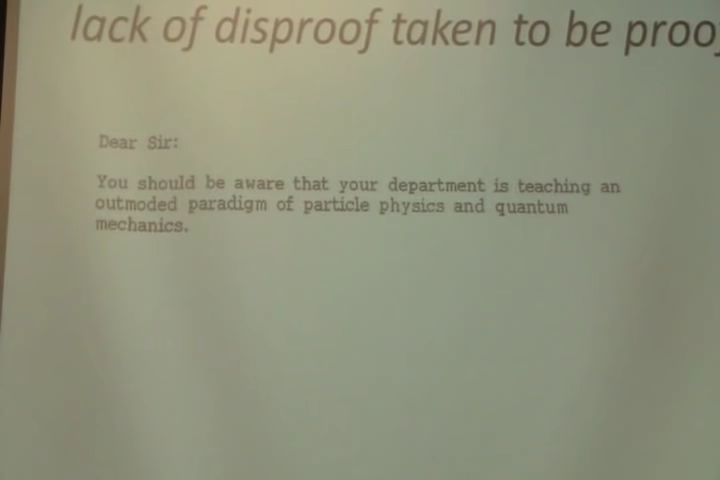 lack of disproof taken to be proo
Dear Sir:
You should be aware that your department is teaching an
outmoded paradigm of particle physics and quantum
mechanics.